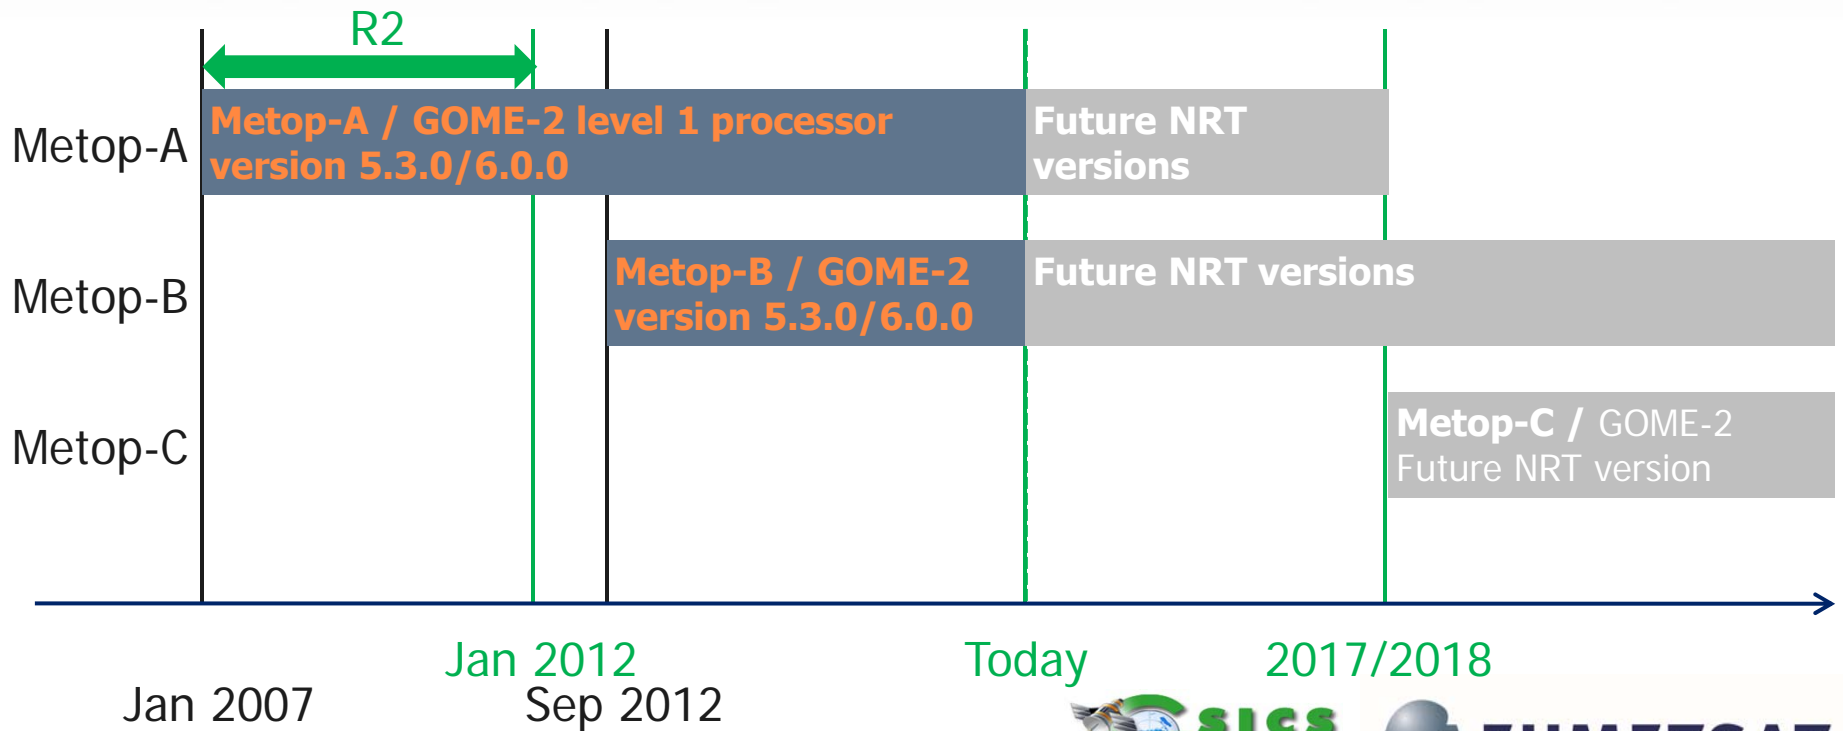 R2
Metop-A
Metop-A / GOME-2 level 1 processor
version 5.3.0/6.0.0
Future NRT
versions
Metop-B
Metop-B / GOME-2
version 5.3.0/6.0.0
Future NRT versions
Metop-C
Metop-C / GOME-2
Future NRT version
Jan 2012
Today
2017/2018
Jan 2007
Sep 2012
SICS
EUMETSAT